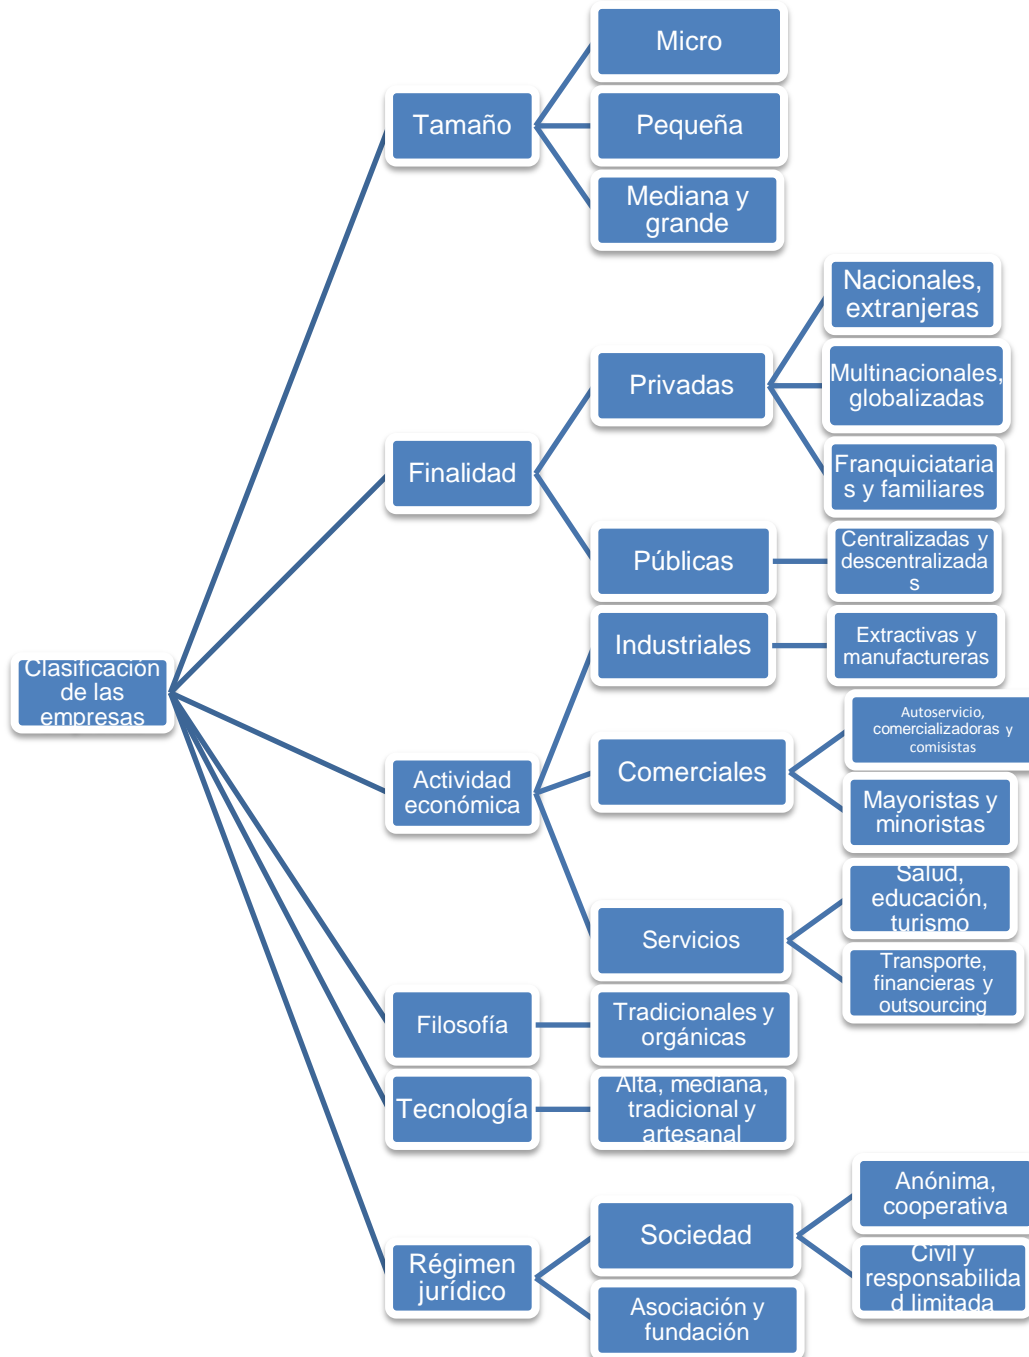 Micro
Tamaño
Pequeña
Mediana y
grande
Nacionales,
extranjeras
Privadas
Multinacionales,
globalizadas
Finalidad
Franquiciataria
s y familiares
Públicas
Centralizadas y
descentralizada
s
Clasificación
de las
empresas
Industriales
Extractivas y
manufactureras
Actividad
económica
Comerciales
Autoservicio,
comercializadoras y
comisistas
Mayoristas y
minoristas
Servicios
Salud,
educación,
turismo
Transporte,
financieras y
outsourcing
Filosofía
Tradicionales y
orgánicas
Tecnología
Alta, mediana,
tradicional y
artesanal
Régimen
jurídico
Sociedad
Anónima,
cooperativa
Civil y
responsabilida
d limitada
Asociación y
fundación